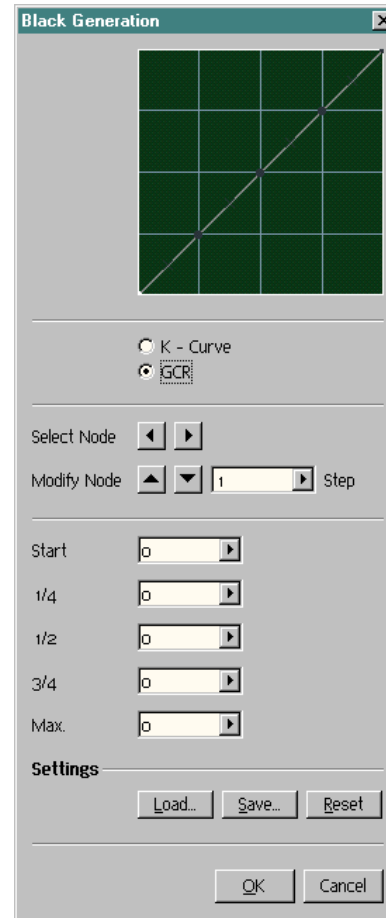 Black Generation
K - Curve
GCR
Select Node
Modify Node 1 Step
Start 0
1/4 0
1/2 0
3/4 0
Max. 0
Settings
Load... Save... Reset
OK Cancel